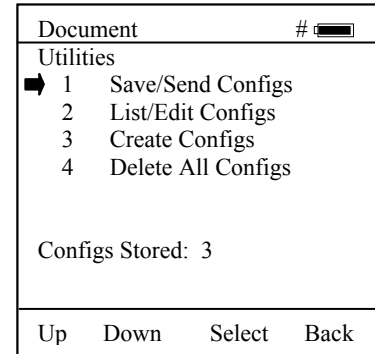 Document #
Utilities
1 Save/Send Configs
2 List/Edit Configs
3 Create Configs
4 Delete All Configs
Configs Stored: 3
Up Down Select Back